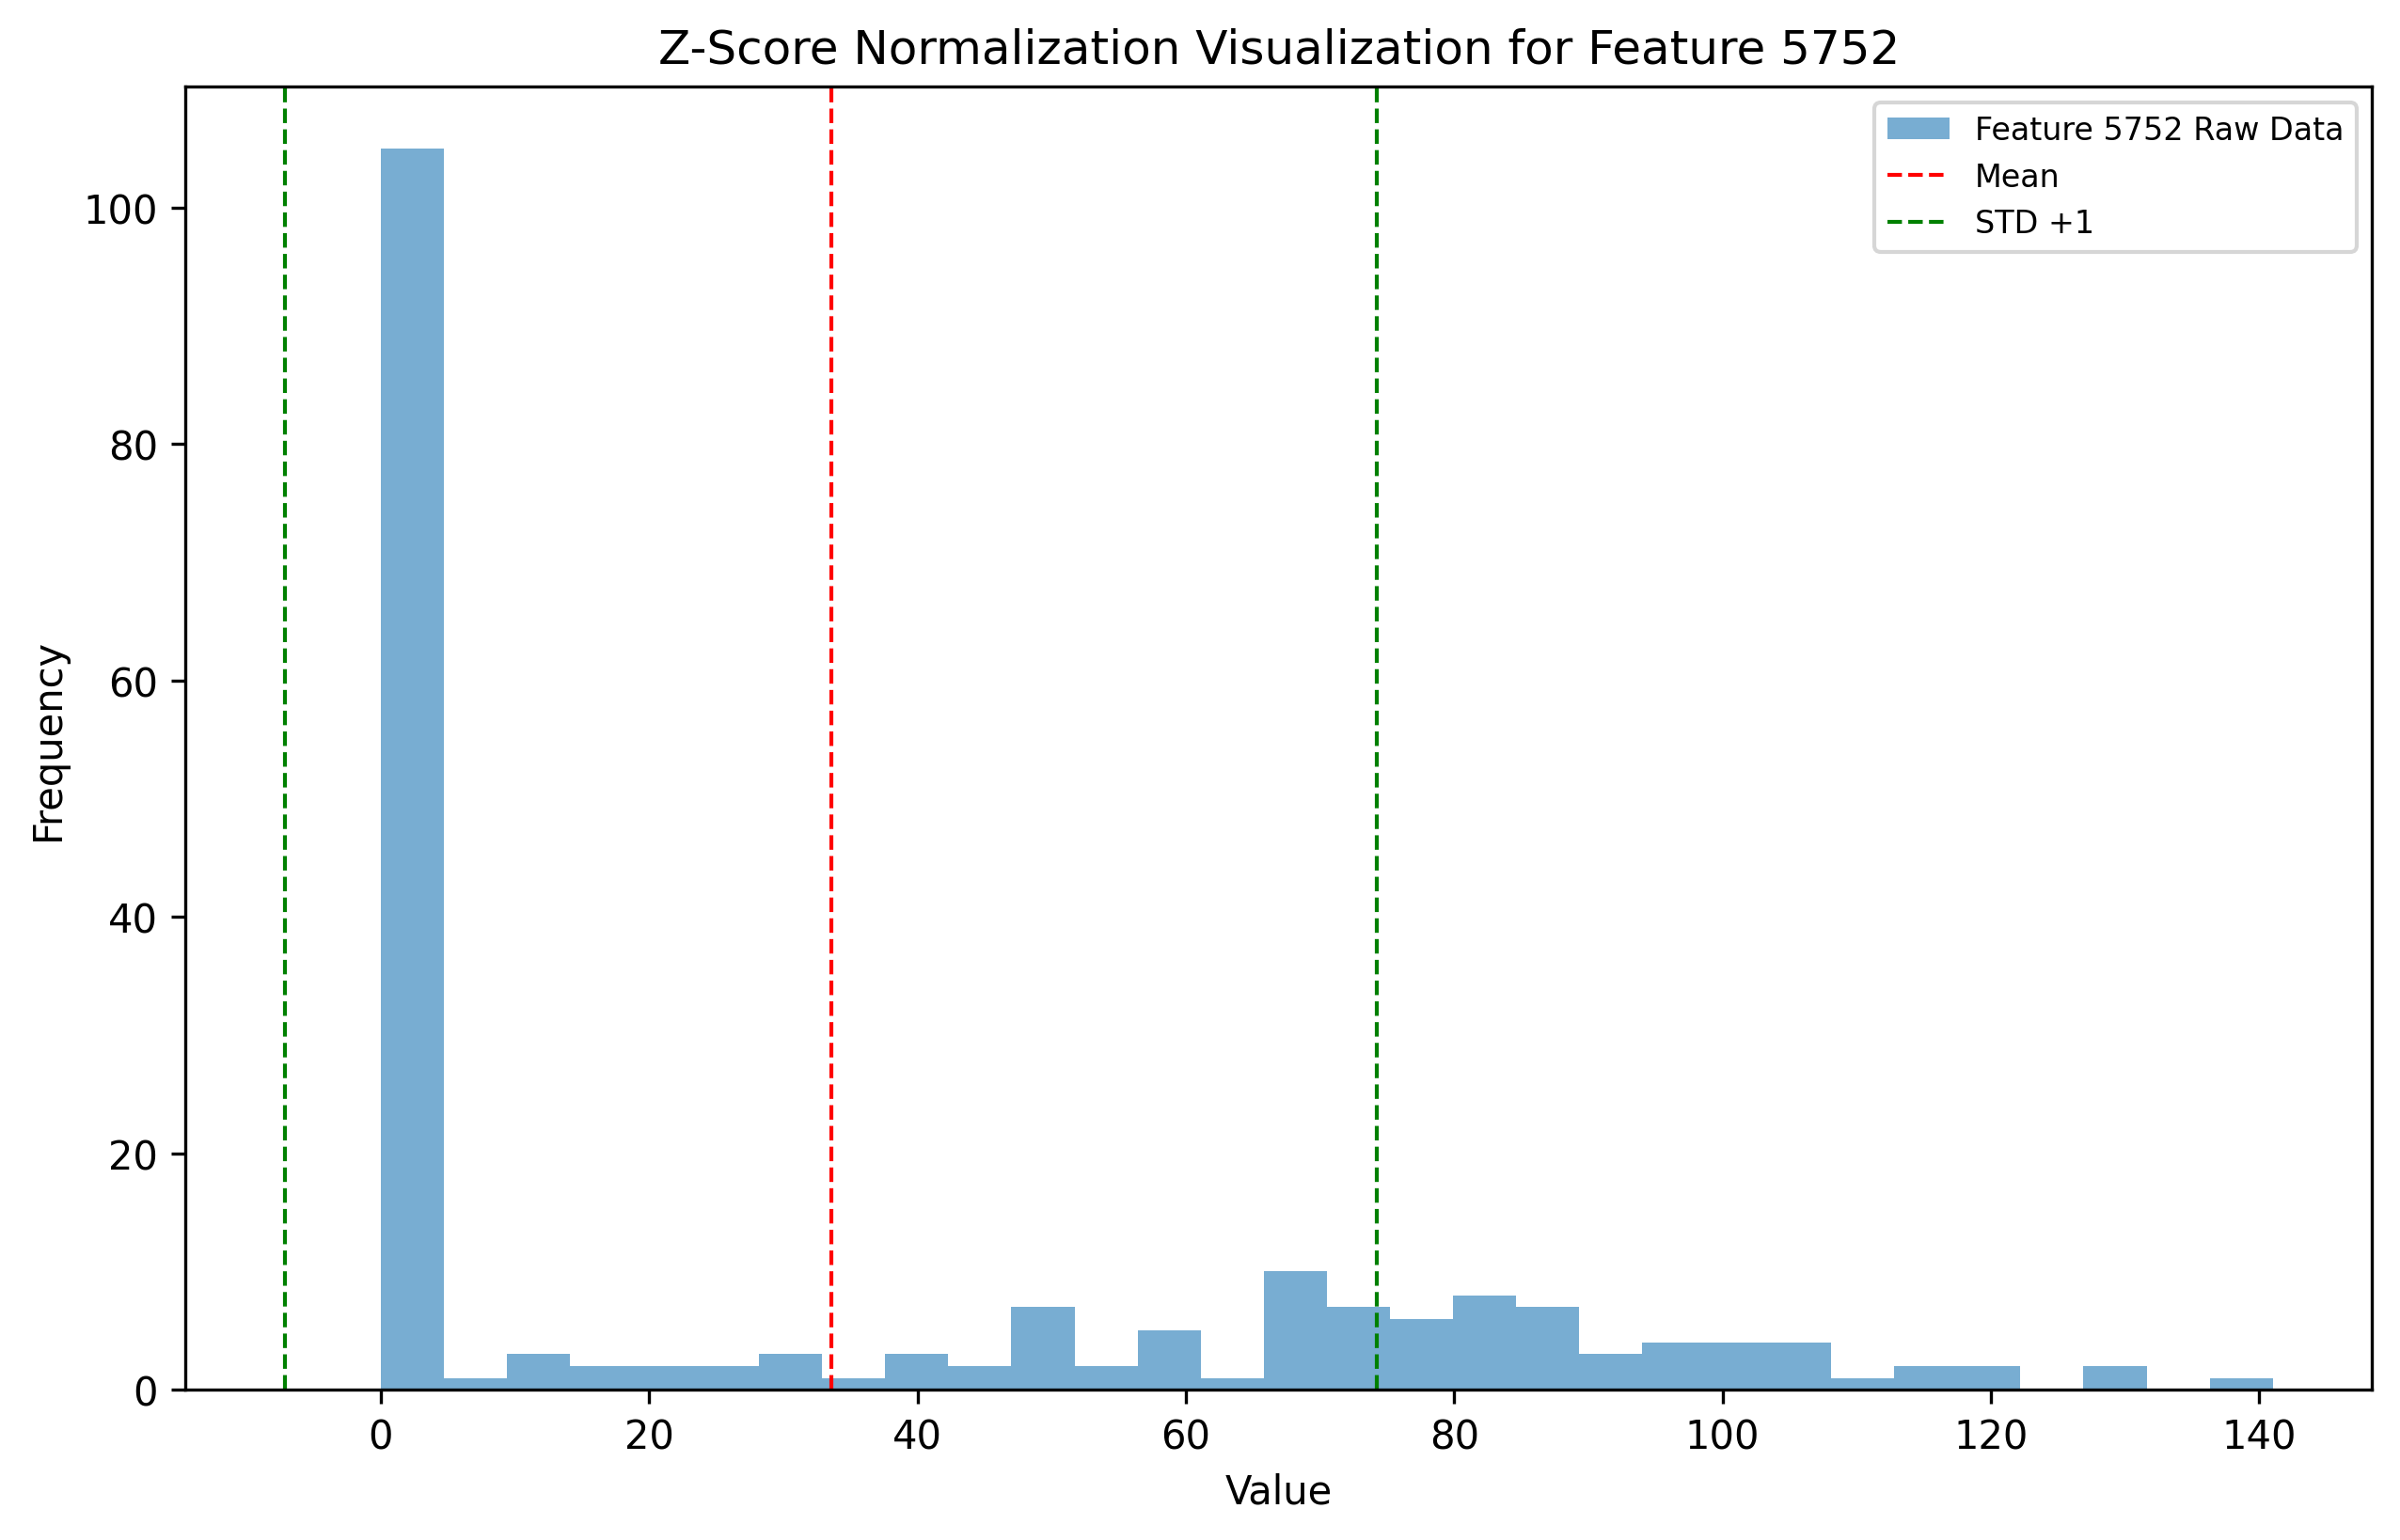 Z-Score Normalization Visualization for Feature 5752
Feature 5752 Raw Data
Mean
STD +1
100
80
60
40
20
0
Frequency
0 20 40 60 80 100 120 140
Value